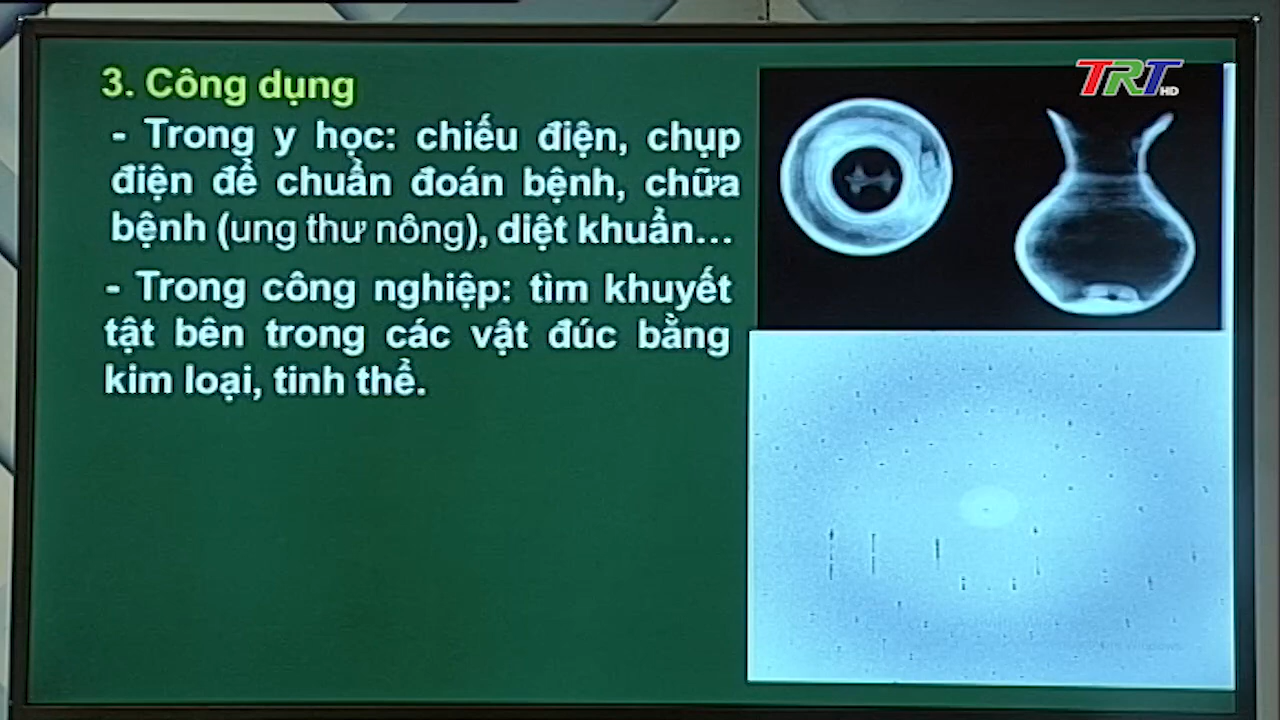 3. Công dụng
- Trong y học: chiếu điện, chụp
điện để chuẩn đoán bệnh, chữa
bệnh (ung thư nông), diệt khuẩn...
- Trong công nghiệp: tìm khuyết
tật bên trong các vật đúc bằng
kim loại, tinh thể.
TRT HD